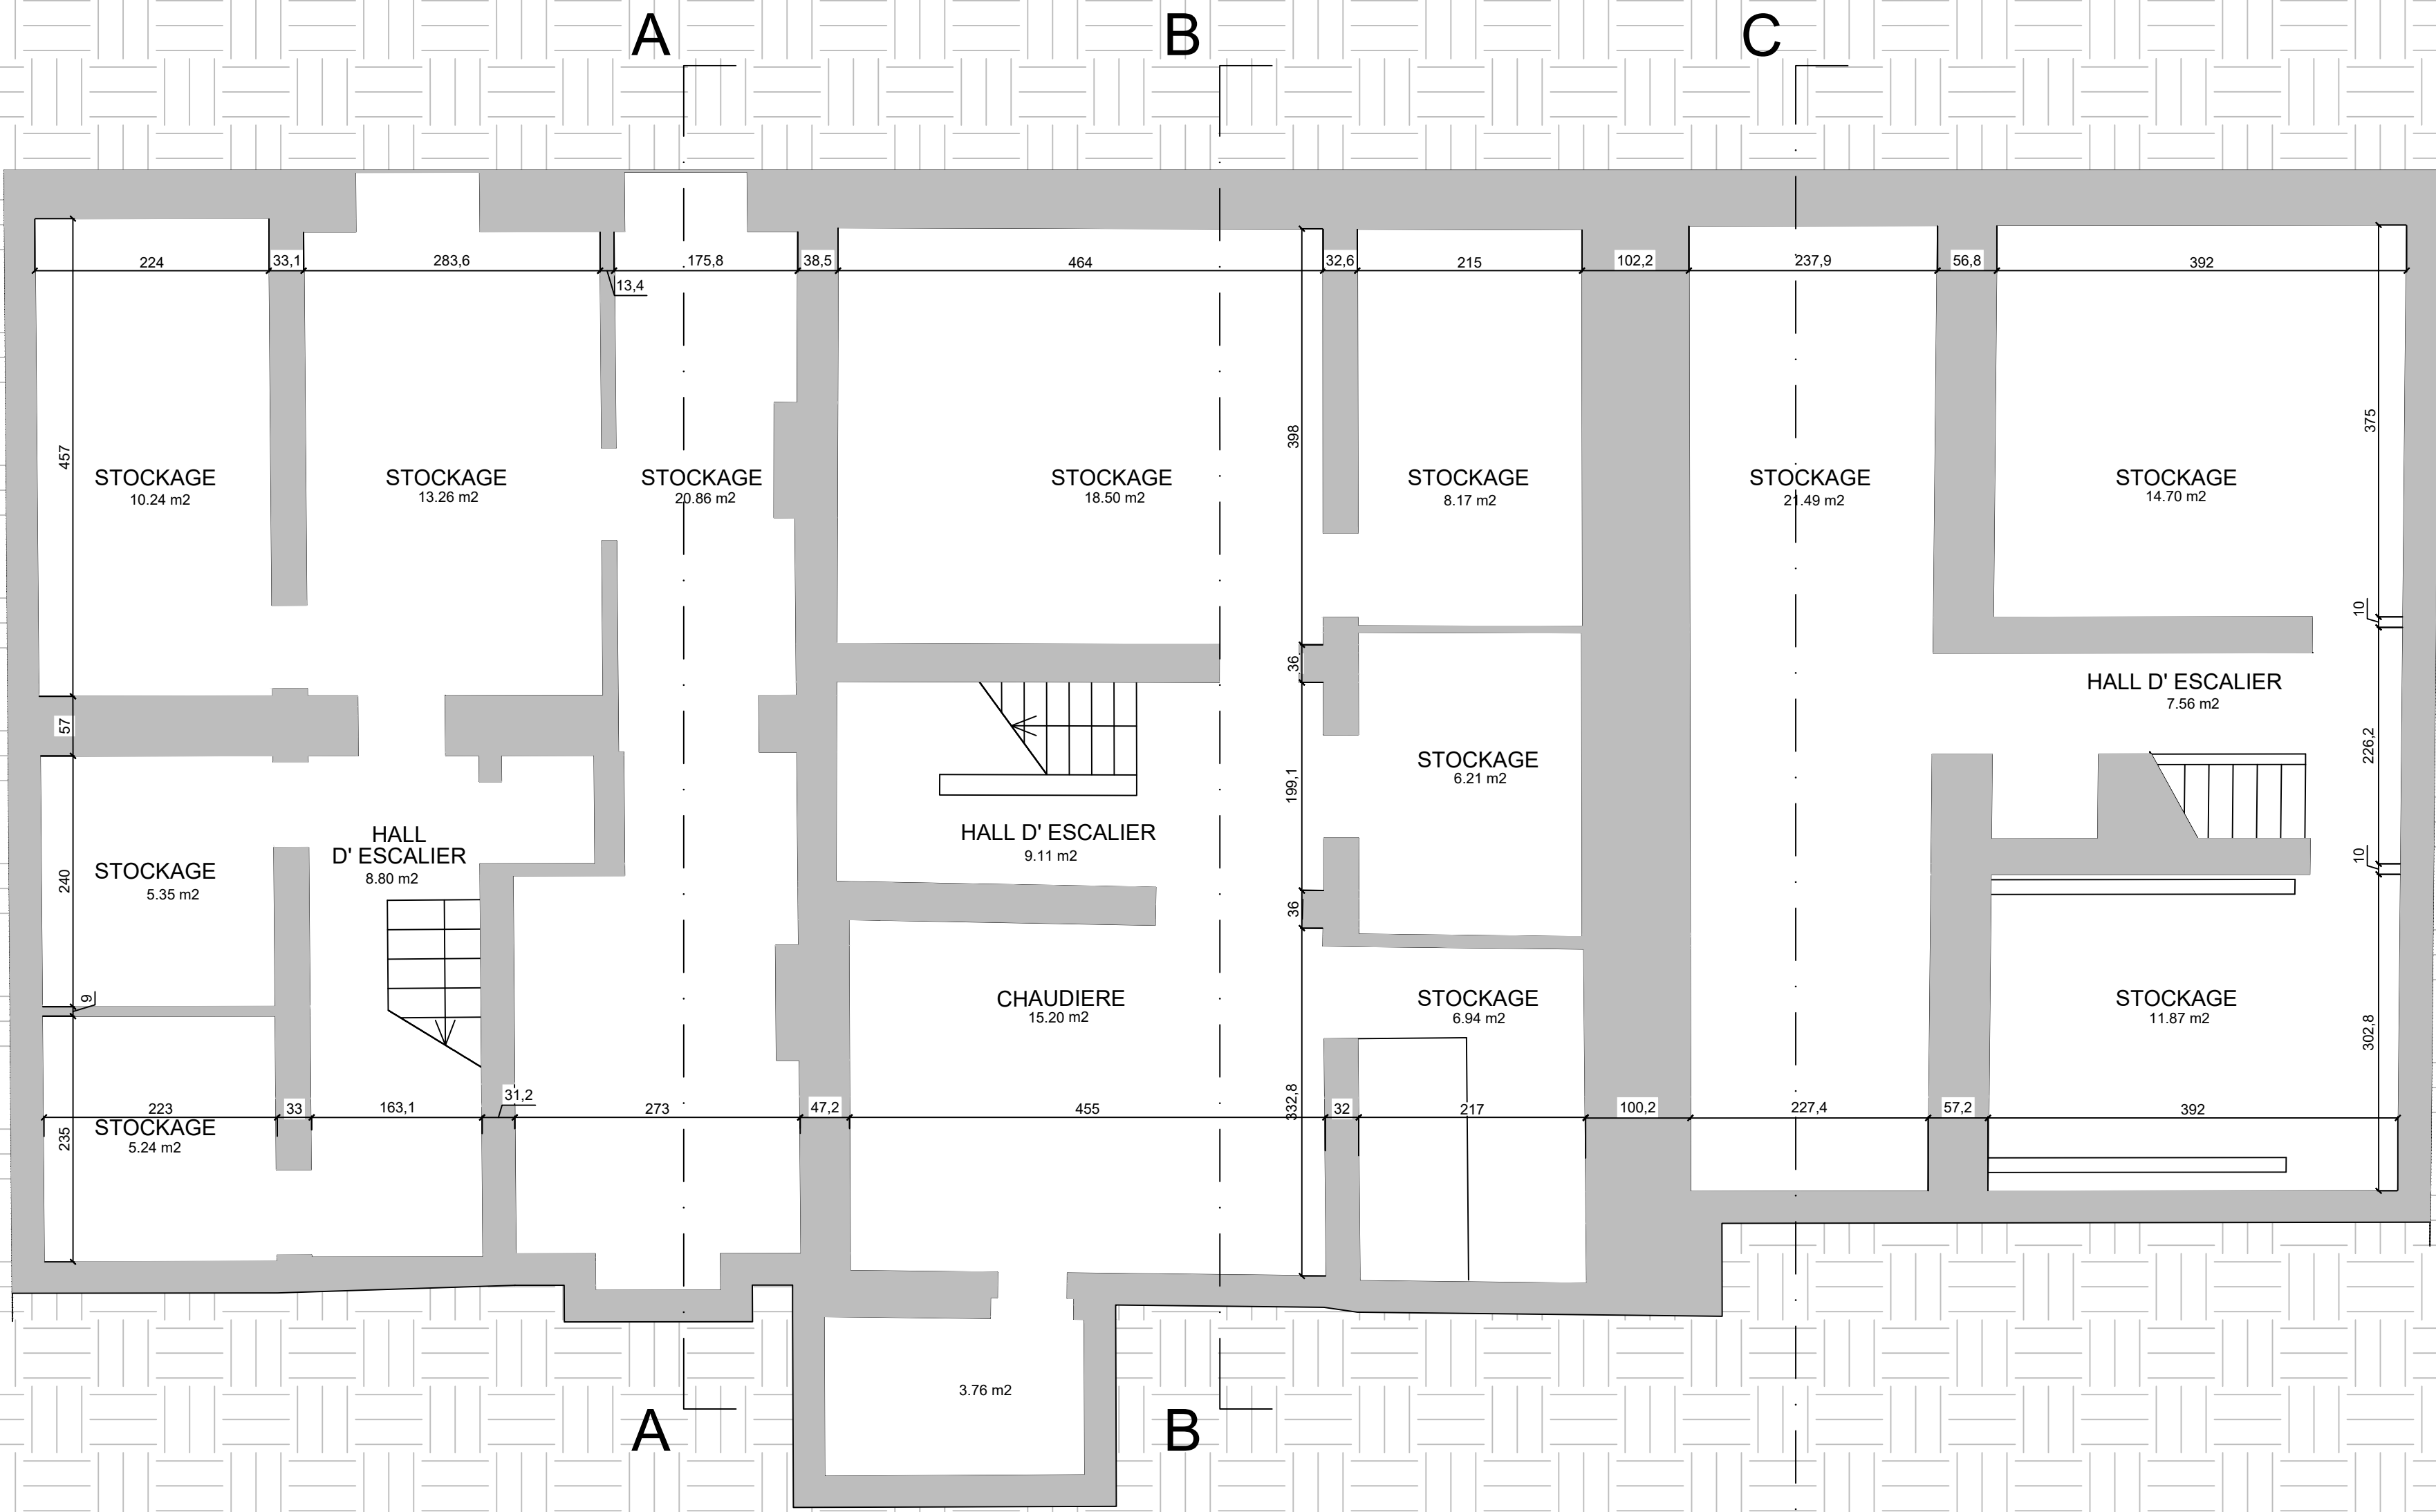 A
B
C
224
33,1
283,6
13,4
175,8
38,5
464
32,6
215
102,2
237,9
56,8
392
457
398
375
STOCKAGE
10.24 m2
STOCKAGE
13.26 m2
STOCKAGE
20.86 m2
STOCKAGE
18.50 m2
STOCKAGE
8.17 m2
STOCKAGE
21.49 m2
STOCKAGE
14.70 m2
10
57
36
HALL D' ESCALIER
7.56 m2
226,2
199,1
STOCKAGE
6.21 m2
HALL
D' ESCALIER
8.80 m2
HALL D' ESCALIER
9.11 m2
10
240
STOCKAGE
5.35 m2
36
9
CHAUDIERE
15.20 m2
STOCKAGE
6.94 m2
STOCKAGE
11.87 m2
302,8
332,8
223
33
163,1
31,2
273
47,2
455
32
217
100,2
227,4
57,2
392
235
STOCKAGE
5.24 m2
3.76 m2
A
B